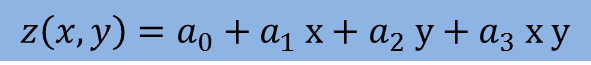 z(x, y) = a₀ + a₁ x + a₂ y + a₃ x y